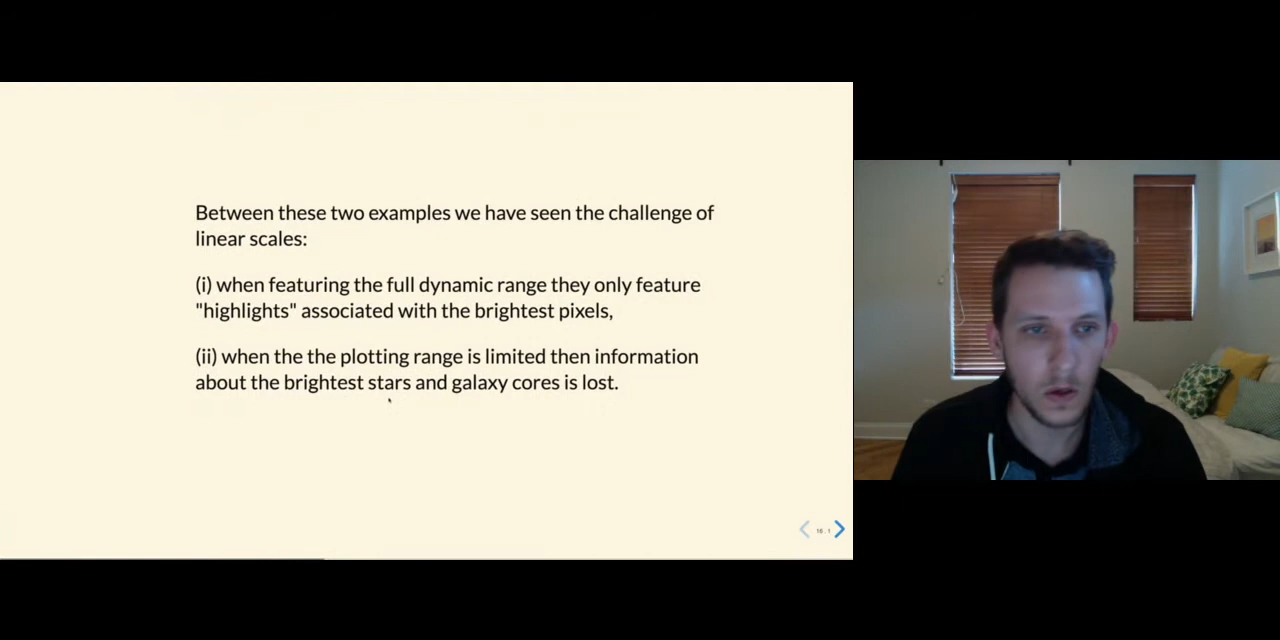 Between these two examples we have seen the challenge of
linear scales:
(i) when featuring the full dynamic range they only feature
"highlights" associated with the brightest pixels,
(ii) when the the plotting range is limited then information
about the brightest stars and galaxy cores is lost.
16 . 1